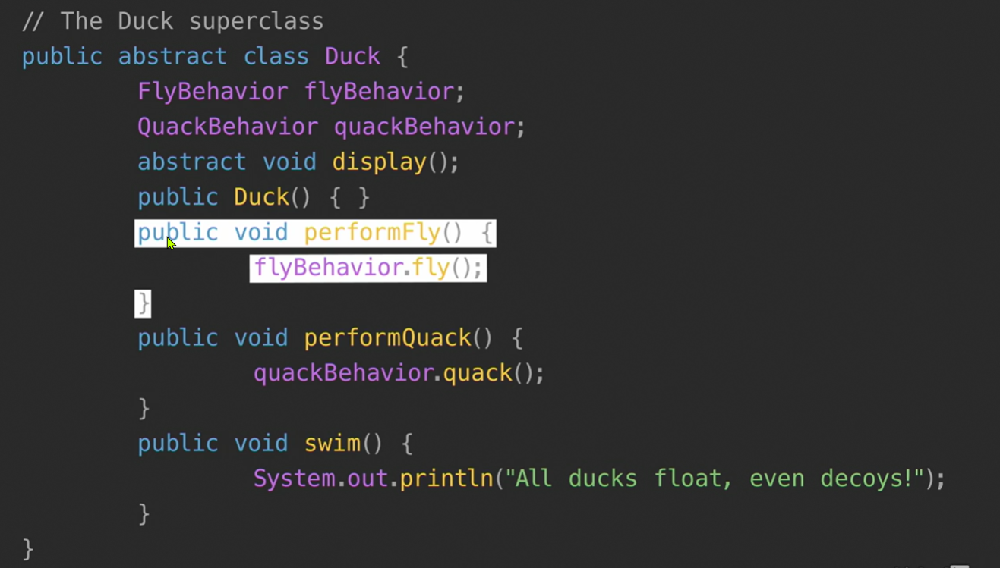 // The Duck superclass
public abstract class Duck {
FlyBehavior flyBehavior;
QuackBehavior quackBehavior;
abstract void display();
public Duck() { }
public void performFly() {
flyBehavior.fly();
}
public void performQuack() {
quackBehavior.quack();
}
public void swim() {
System.out.println("All ducks float, even decoys!");
}
}